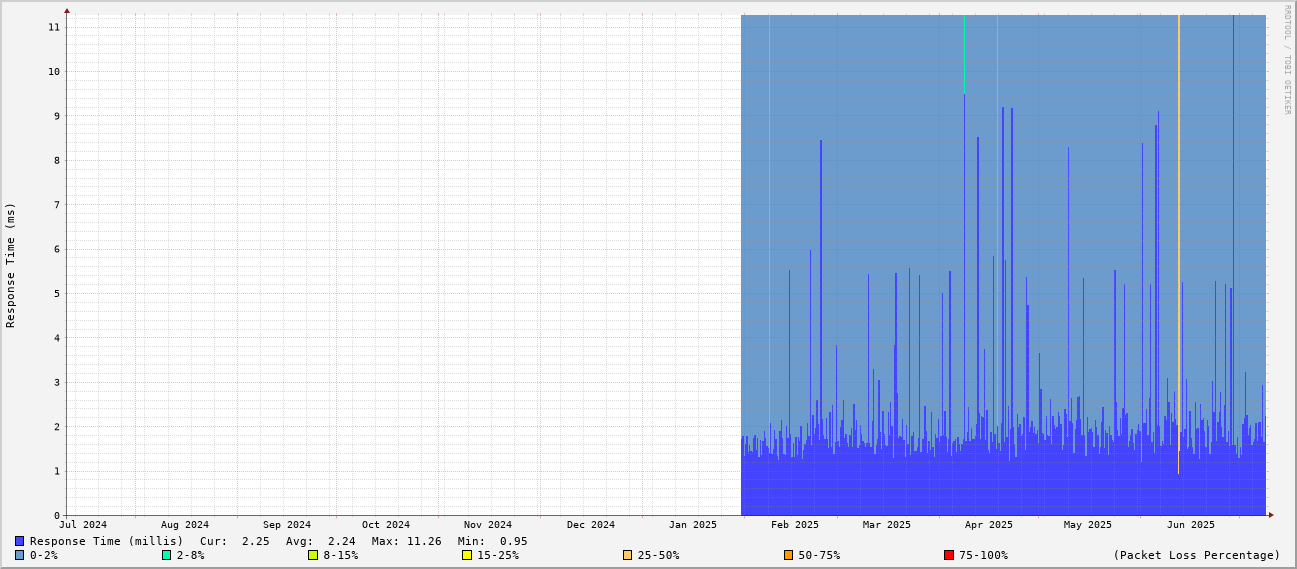 RRDTOOL / TOBI OETIKER
Response Time (ms)
11
10
9
8
7
6
5
4
3
2
1
0
Jul 2024 Aug 2024 Sep 2024 Oct 2024 Nov 2024 Dec 2024 Jan 2025 Feb 2025 Mar 2025 Apr 2025 May 2025 Jun 2025
Response Time (millis) Cur: 2.25 Avg: 2.24 Max: 11.26 Min: 0.95
0-2% 2-8% 8-15% 15-25% 25-50% 50-75% 75-100% (Packet Loss Percentage)